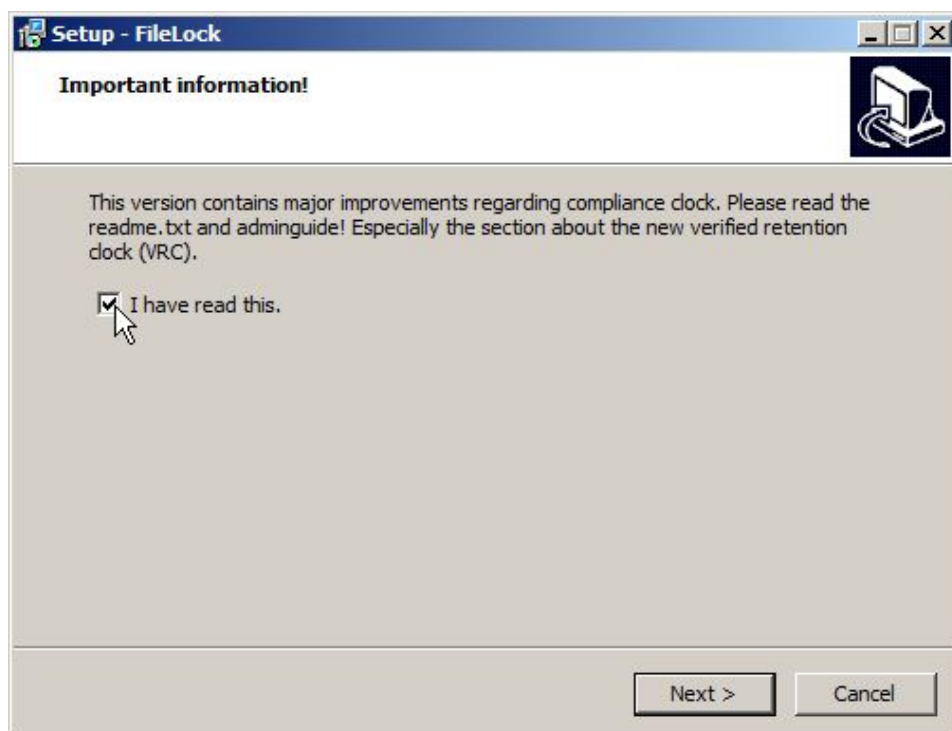 Setup - FileLock
Important information!
This version contains major improvements regarding compliance clock. Please read the
readme.txt and adminguide! Especially the section about the new verified retention
clock (VRC).
I have read this.
Next >
Cancel